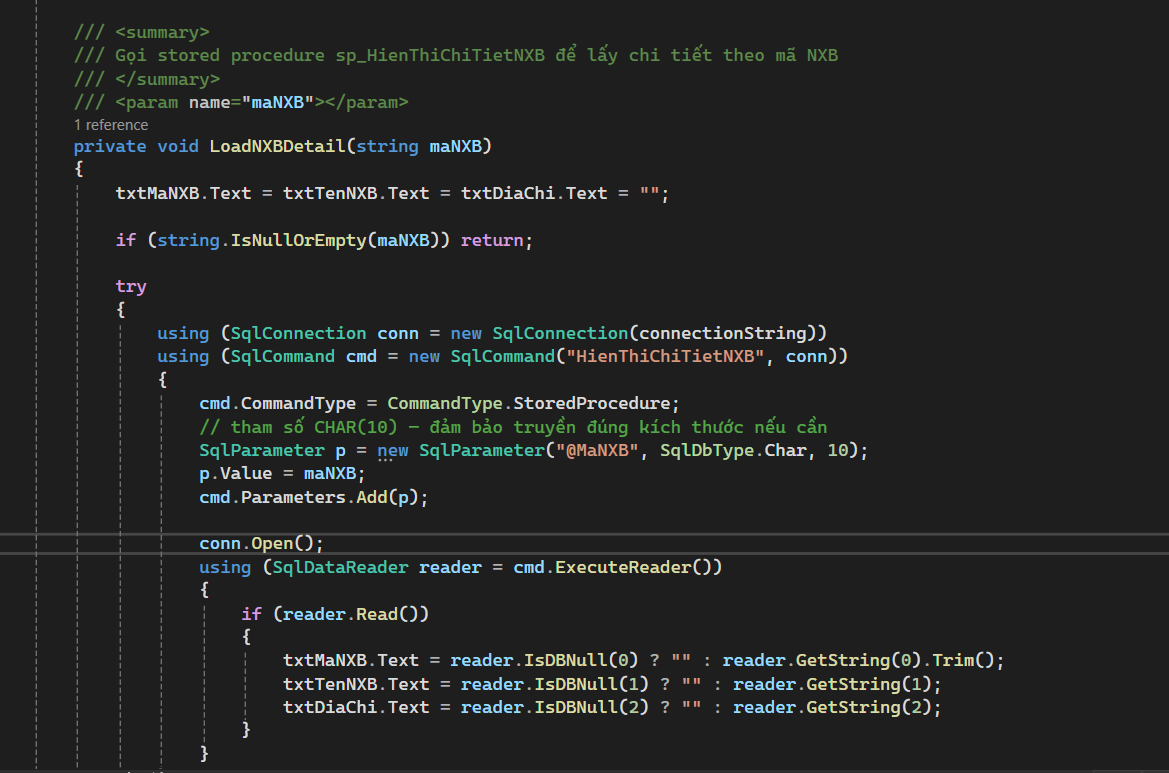 /// <summary>
/// Gọi stored procedure sp_HienThiChiTietNXB để lấy chi tiết theo mã NXB
/// </summary>
/// <param name="maNXB"></param>
1 reference
private void LoadNXBDetail(string maNXB)
{
txtMaNXB.Text = txtTenNXB.Text = txtDiaChi.Text = "";
if (string.IsNullOrEmpty(maNXB)) return;
try
{
using (SqlConnection conn = new SqlConnection(connectionString))
using (SqlCommand cmd = new SqlCommand("HienThiChiTietNXB", conn))
{
cmd.CommandType = CommandType.StoredProcedure;
// tham số CHAR(10) — đảm bảo truyền đúng kích thước nếu cần
SqlParameter p = new SqlParameter("@MaNXB", SqlDbType.Char, 10);
p.Value = maNXB;
cmd.Parameters.Add(p);
conn.Open();
using (SqlDataReader reader = cmd.ExecuteReader())
{
if (reader.Read())
{
txtMaNXB.Text = reader.IsDBNull(0) ? "" : reader.GetString(0).Trim();
txtTenNXB.Text = reader.IsDBNull(1) ? "" : reader.GetString(1);
txtDiaChi.Text = reader.IsDBNull(2) ? "" : reader.GetString(2);
}
}